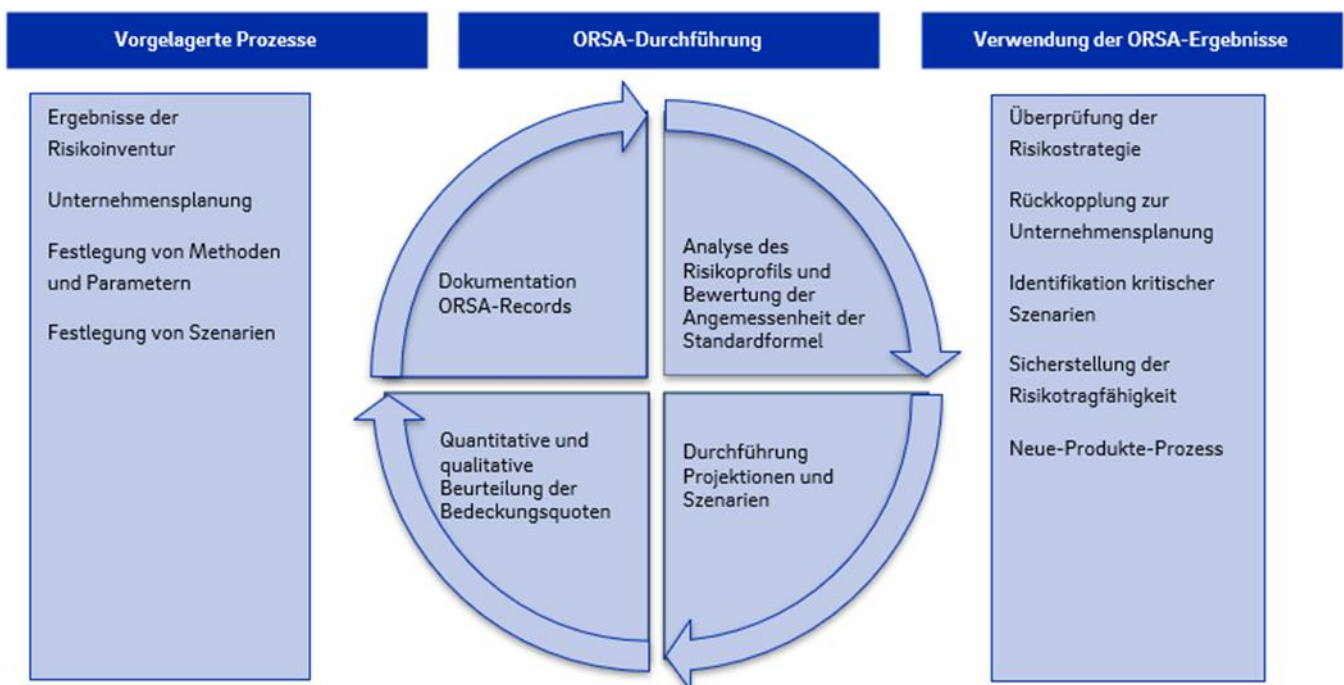 Vorgelagerte Prozesse
ORSA-Durchführung
Verwendung der ORSA-Ergebnisse
Ergebnisse der
Risikoinventur
Unternehmensplanung
Festlegung von Methoden
und Parametern
Festlegung von Szenarien
Dokumentation
ORSA-Records
Analyse des
Risikoprofils und
Bewertung der
Angemessenheit der
Standardformel
Quantitative und
qualitative
Beurteilung der
Bedeckungsquoten
Durchführung
Projektionen und
Szenarien
Überprüfung der
Risikostrategie
Rückkopplung zur
Unternehmensplanung
Identifikation kritischer
Szenarien
Sicherstellung der
Risikotragfähigkeit
Neue-Produkte-Prozess